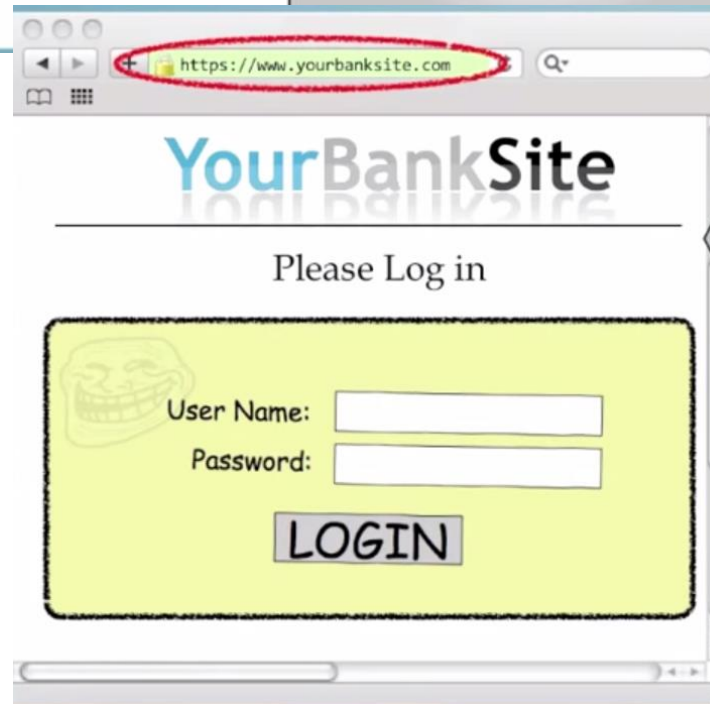 https://www.yourbanksite.com
YourBankSite
Please Log in
User Name:
Password:
LOGIN